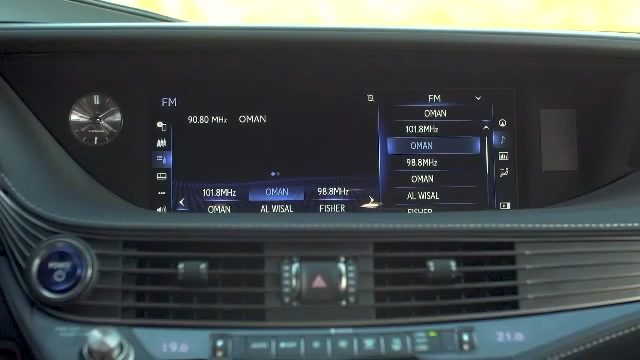 FM
90.80 MHz OMAN
101.8MHz OMAN 98.8MHz
OMAN AL WISAL FISHER
FM
OMAN
101.8MHz
OMAN
98.8MHz
OMAN
AL WISAL
FISHER
POWER
19.0
21.0